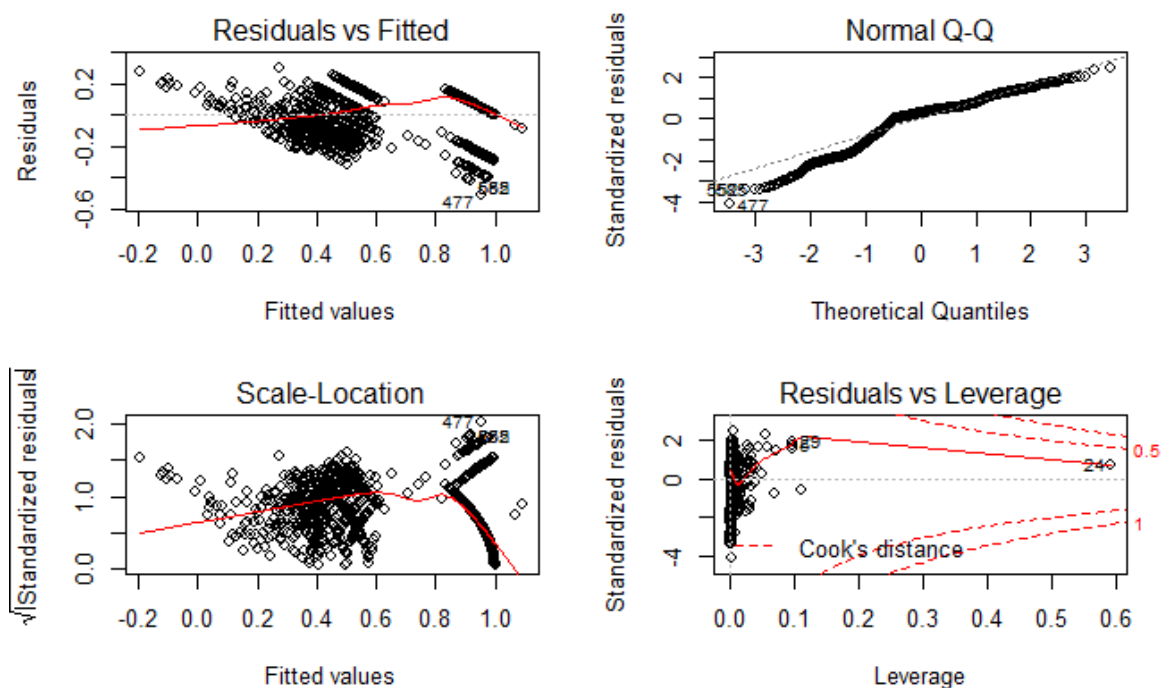 Residuals vs Fitted
Residuals
0.2
-0.2
-0.6
477
-0.2 0.0 0.2 0.4 0.6 0.8 1.0
Fitted values
Normal Q-Q
Standardized residuals
2
0
-2
-4
477
-3 -2 -1 0 1 2 3
Theoretical Quantiles
Scale-Location
√|Standardized residuals|
2.0
1.0
0.0
477
-0.2 0.0 0.2 0.4 0.6 0.8 1.0
Fitted values
Residuals vs Leverage
Standardized residuals
2
0
-4
24
0.5
1
Cook's distance
0.0 0.1 0.2 0.3 0.4 0.5 0.6
Leverage